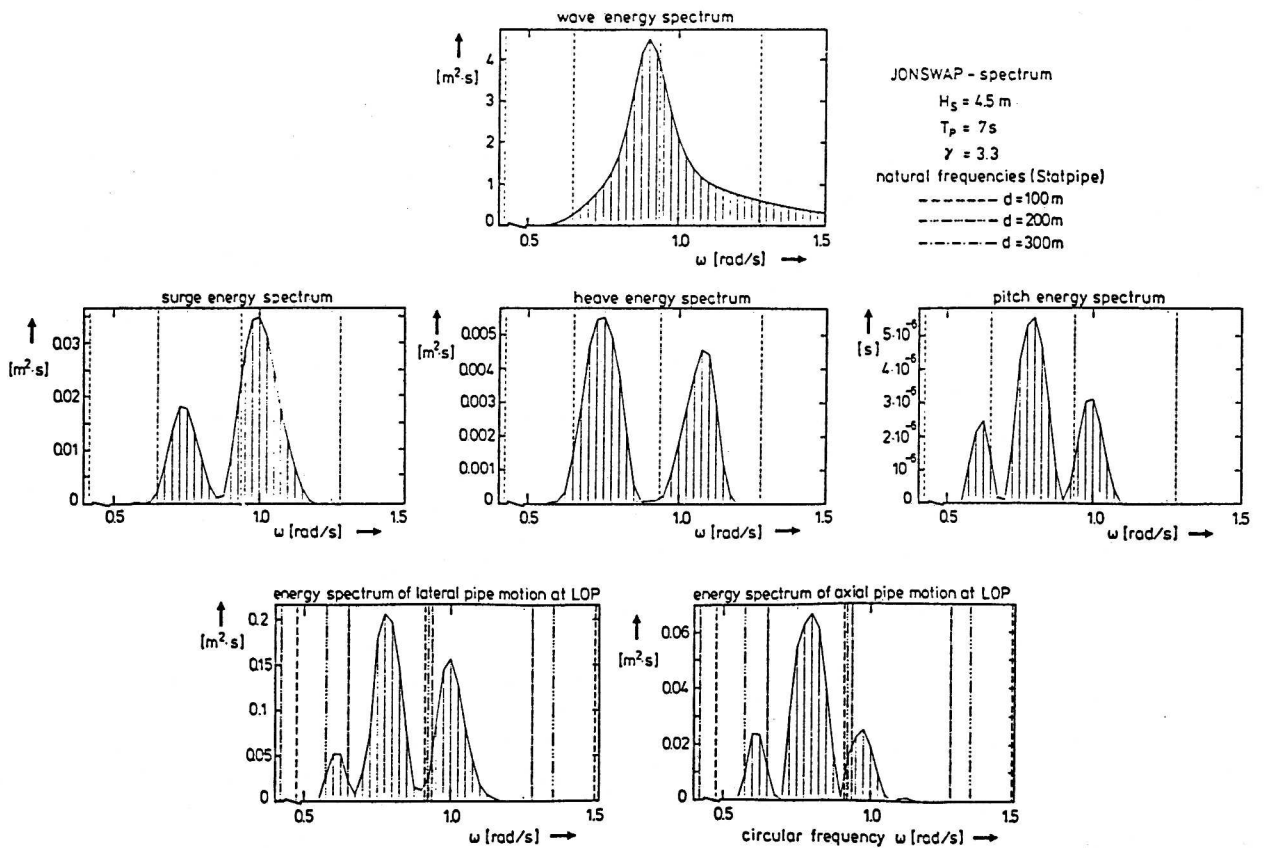 wave energy spectrum
[m²·s]
4
3
2
1
0
0.5
1.0
1.5
ω [rad/s]
JONSWAP - spectrum
Hs = 4.5 m
Tp = 7s
γ = 3.3
natural frequencies (Statpipe)
d=100m
d=200m
d=300m
surge energy spectrum
[m²·s]
0.03
0.02
0.01
0
0.5
1.0
1.5
ω [rad/s]
heave energy spectrum
[m²·s]
0.005
0.004
0.003
0.002
0.001
0
0.5
1.0
1.5
ω [rad/s]
pitch energy spectrum
[s]
5·10⁻⁶
4·10⁻⁶
3·10⁻⁶
2·10⁻⁶
10⁻⁶
0
0.5
1.0
1.5
ω [rad/s]
energy spectrum of lateral pipe motion at LOP
[m²·s]
0.2
0.15
0.1
0.05
0
0.5
1.0
1.5
ω [rad/s]
energy spectrum of axial pipe motion at LOP
[m²·s]
0.06
0.04
0.02
0
0.5
1.0
1.5
circular frequency ω [rad/s]